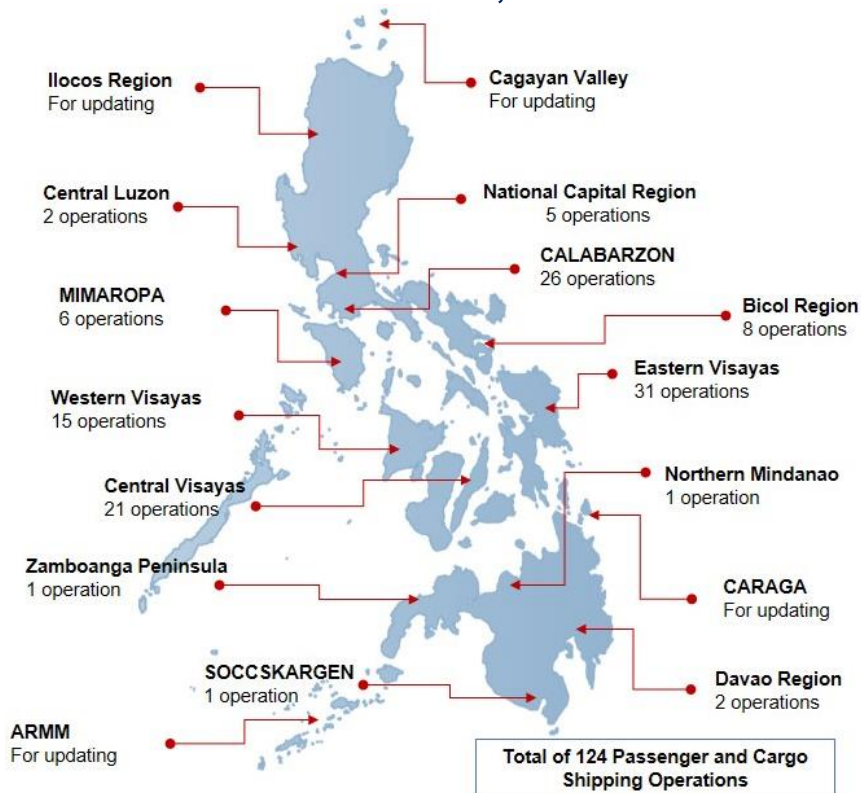 Ilocos Region
For updating
Cagayan Valley
For updating
Central Luzon
2 operations
National Capital Region
5 operations
CALABARZON
26 operations
MIMAROPA
6 operations
Bicol Region
8 operations
Eastern Visayas
31 operations
Western Visayas
15 operations
Northern Mindanao
1 operation
Central Visayas
21 operations
Zamboanga Peninsula
1 operation
CARAGA
For updating
SOCCSKARGEN
1 operation
Davao Region
2 operations
ARMM
For updating
Total of 124 Passenger and Cargo
Shipping Operations